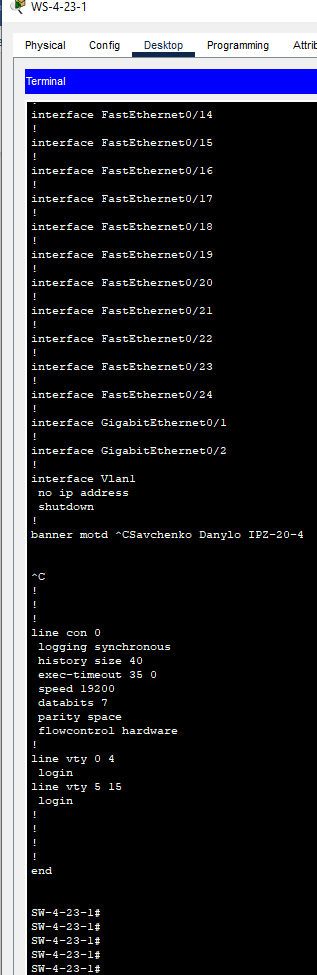 WS-4-23-1
Physical Config Desktop Programming Attrib
Terminal
!
interface FastEthernet0/14
!
interface FastEthernet0/15
!
interface FastEthernet0/16
!
interface FastEthernet0/17
!
interface FastEthernet0/18
!
interface FastEthernet0/19
!
interface FastEthernet0/20
!
interface FastEthernet0/21
!
interface FastEthernet0/22
!
interface FastEthernet0/23
!
interface FastEthernet0/24
!
interface GigabitEthernet0/1
!
interface GigabitEthernet0/2
!
interface Vlan1
 no ip address
 shutdown
!
banner motd ^CSavchenko Danylo IPZ-20-4
^C
!
!
!
line con 0
 logging synchronous
 history size 40
 exec-timeout 35 0
 speed 19200
 databits 7
 parity space
 flowcontrol hardware
!
line vty 0 4
 login
line vty 5 15
 login
!
!
!
!
end
SW-4-23-1#
SW-4-23-1#
SW-4-23-1#
SW-4-23-1#
SW-4-23-1#